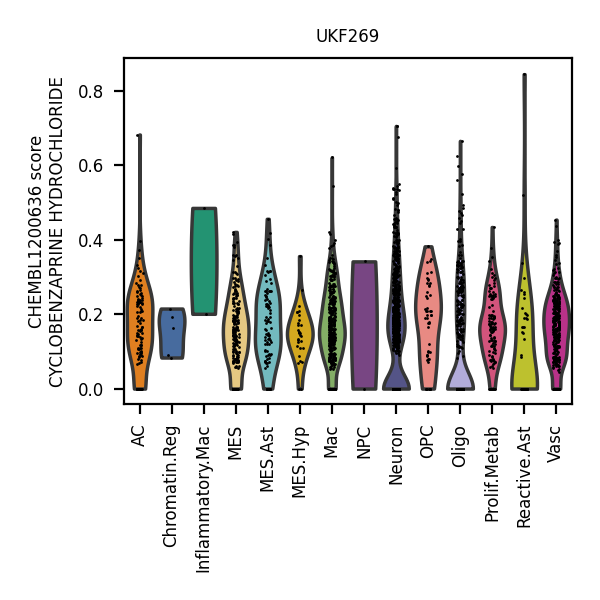 UKF269
CHEMBL1200636 score
CYCLOBENZAPRINE HYDROCHLORIDE
0.8
0.6
0.4
0.2
0.0
AC
Chromatin.Reg
Inflammatory.Mac
MES
MES.Ast
MES.Hyp
Mac
NPC
Neuron
OPC
Oligo
Prolif.Metab
Reactive.Ast
Vasc